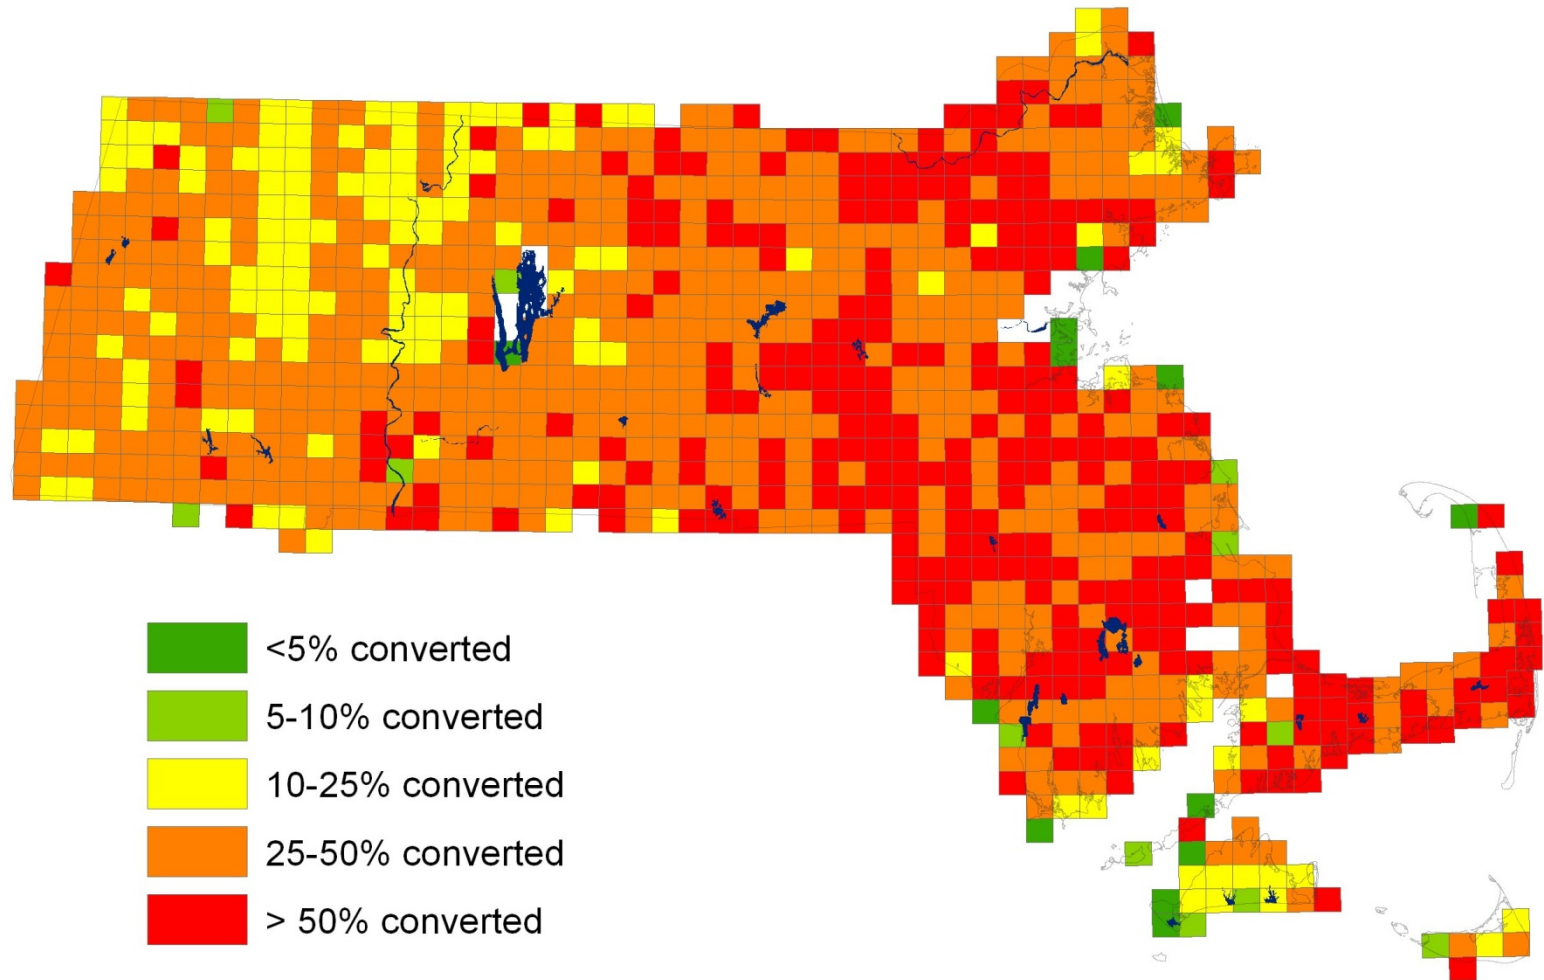 <5% converted
5-10% converted
10-25% converted
25-50% converted
> 50% converted